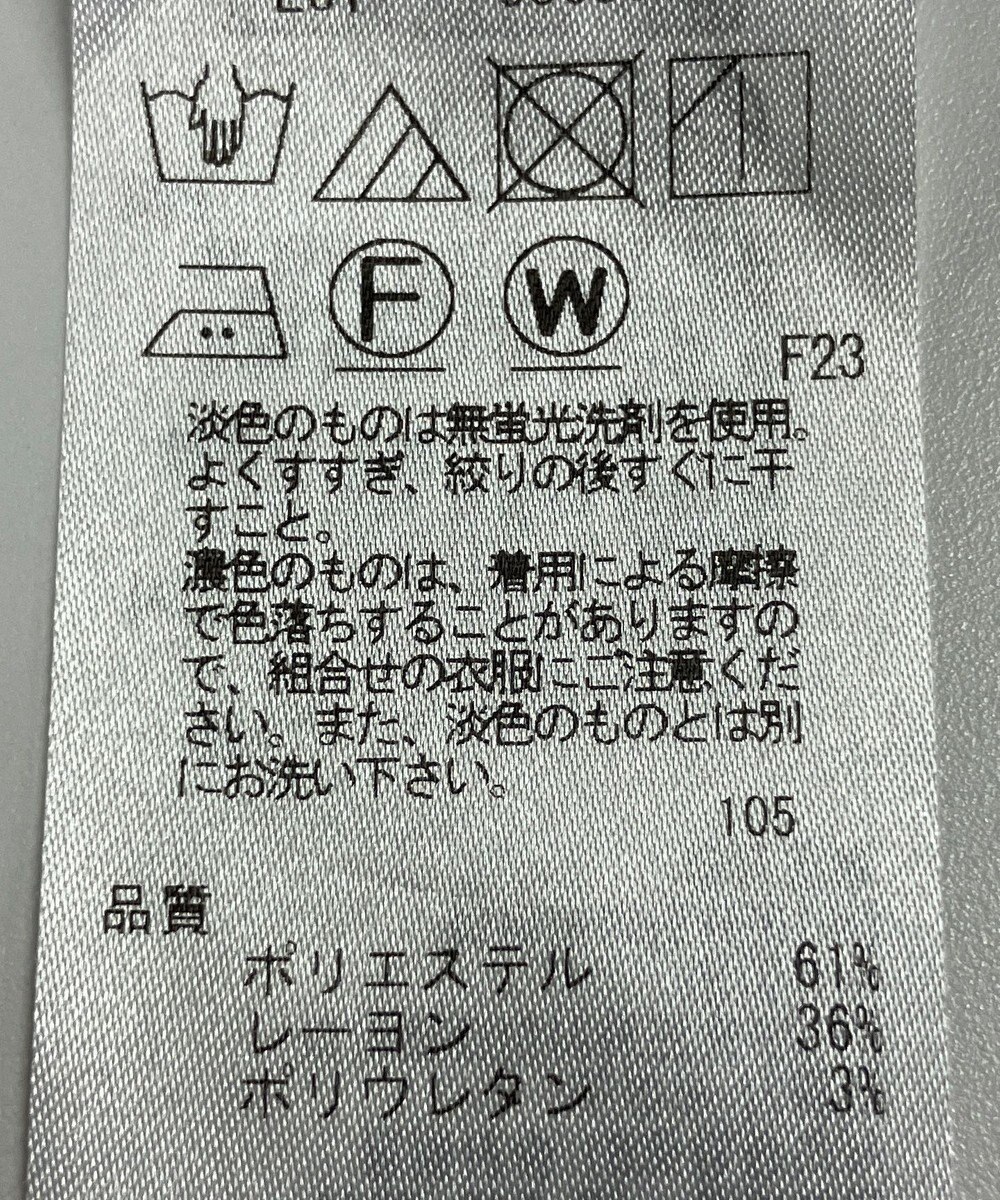 F
W
F23
淡色のものは無蛍光洗剤を使用。
よくすすぎ、絞りの後すぐに干
すこと。
濃色のものは、着用による摩擦
で色落ちすることがありますの
で、組合せの衣服にご注意くだ
さい。また、淡色のものとは別
にお洗い下さい。
105
品質
ポリエステル 61%
レーヨン 36%
ポリウレタン 3%